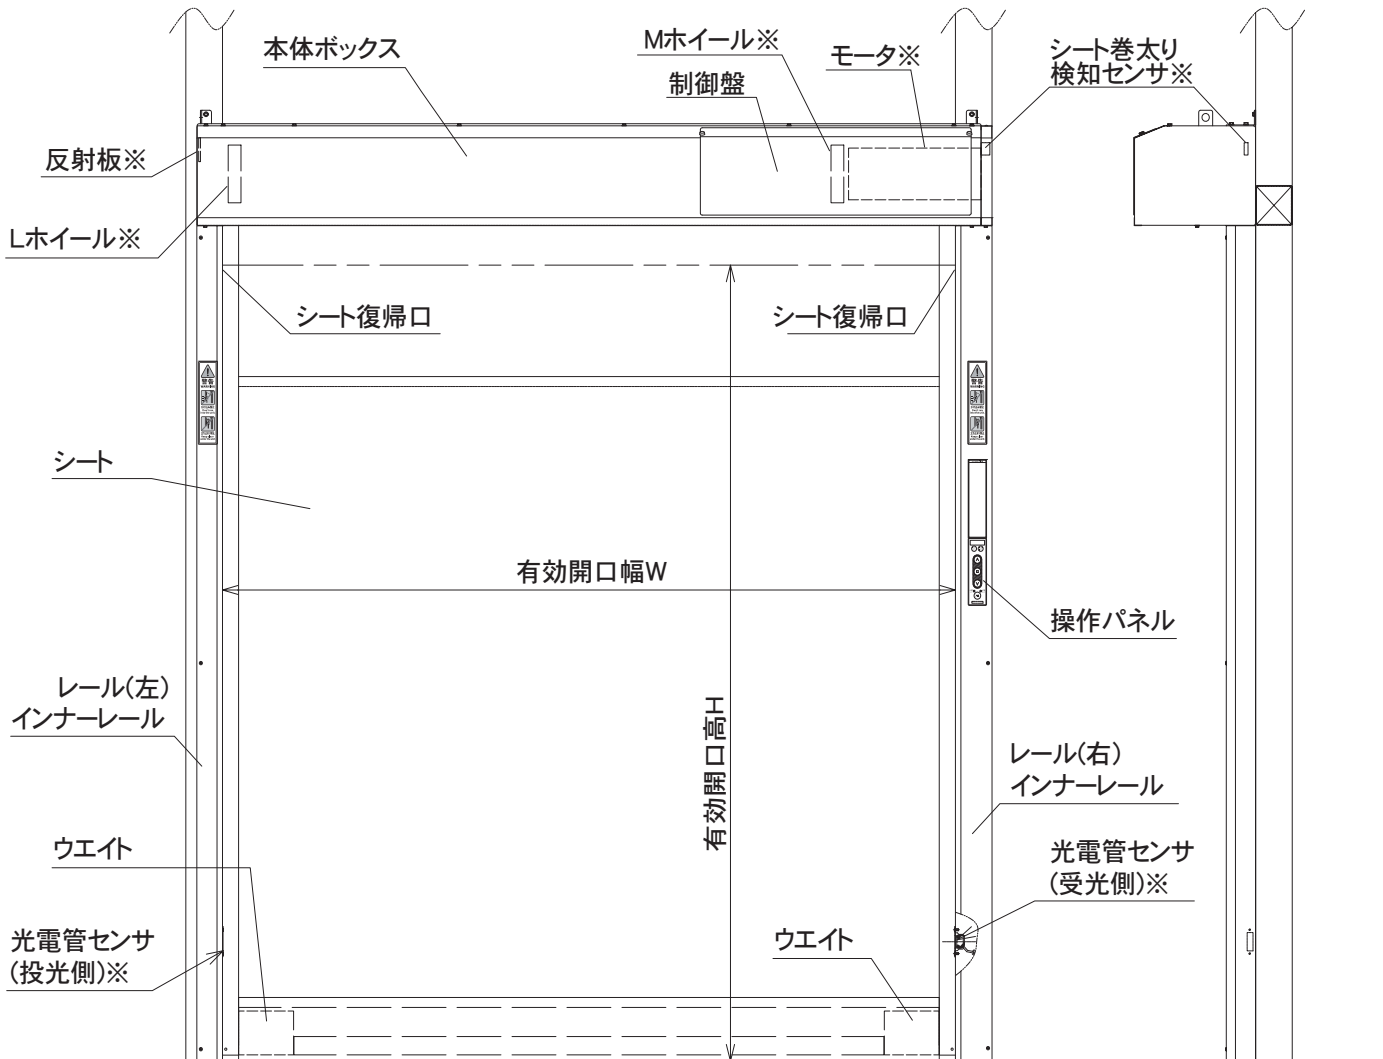 本体ボックス
Mホイール※
モータ※
シート巻太り
検知センサ※
制御盤
反射板※
Lホイール※
シート復帰口
シート復帰口
警告
警告
シート
有効開口幅W
操作パネル
レール(左)
インナーレール
有効開口高H
レール(右)
インナーレール
ウエイト
光電管センサ
(受光側)※
光電管センサ
(投光側)※
ウエイト